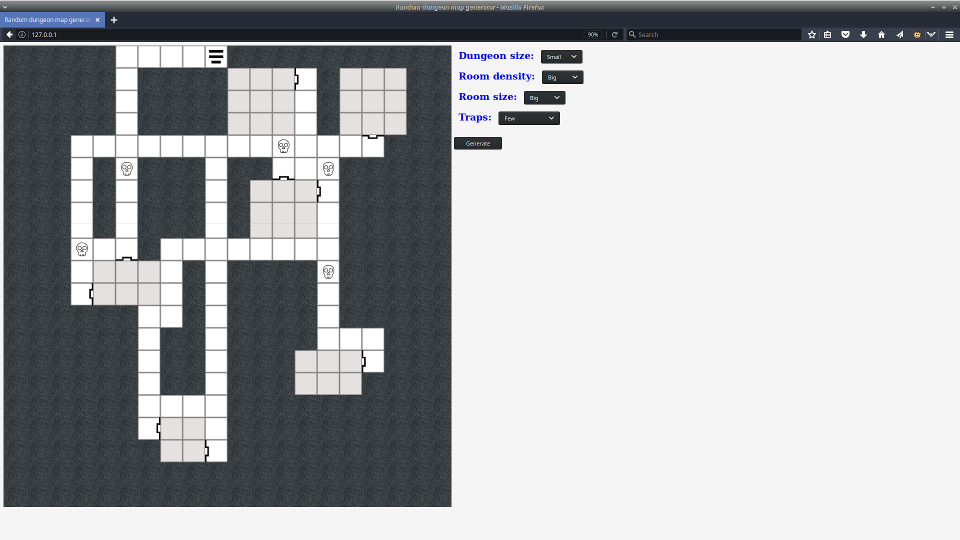 Random dungeon map generator - Mozilla Firefox
Random dungeon map genera
127.0.0.1
90%
Search
Dungeon size: Small
Room density: Big
Room size: Big
Traps: Few
Generate